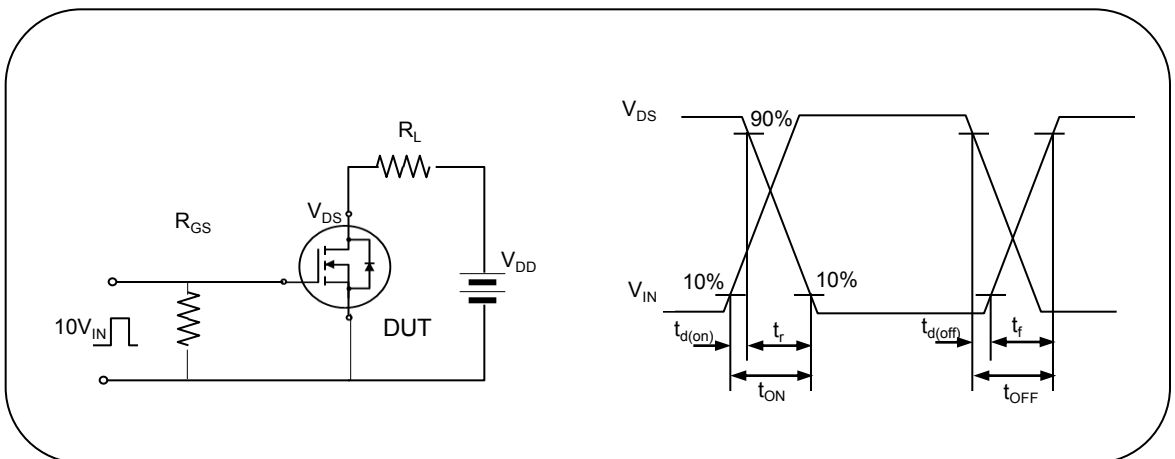 R_L
R_GS
V_DS
V_DD
10V_IN
DUT
V_DS
90%
V_IN
10%
10%
t_d(on)
t_r
t_ON
t_d(off)
t_f
t_OFF